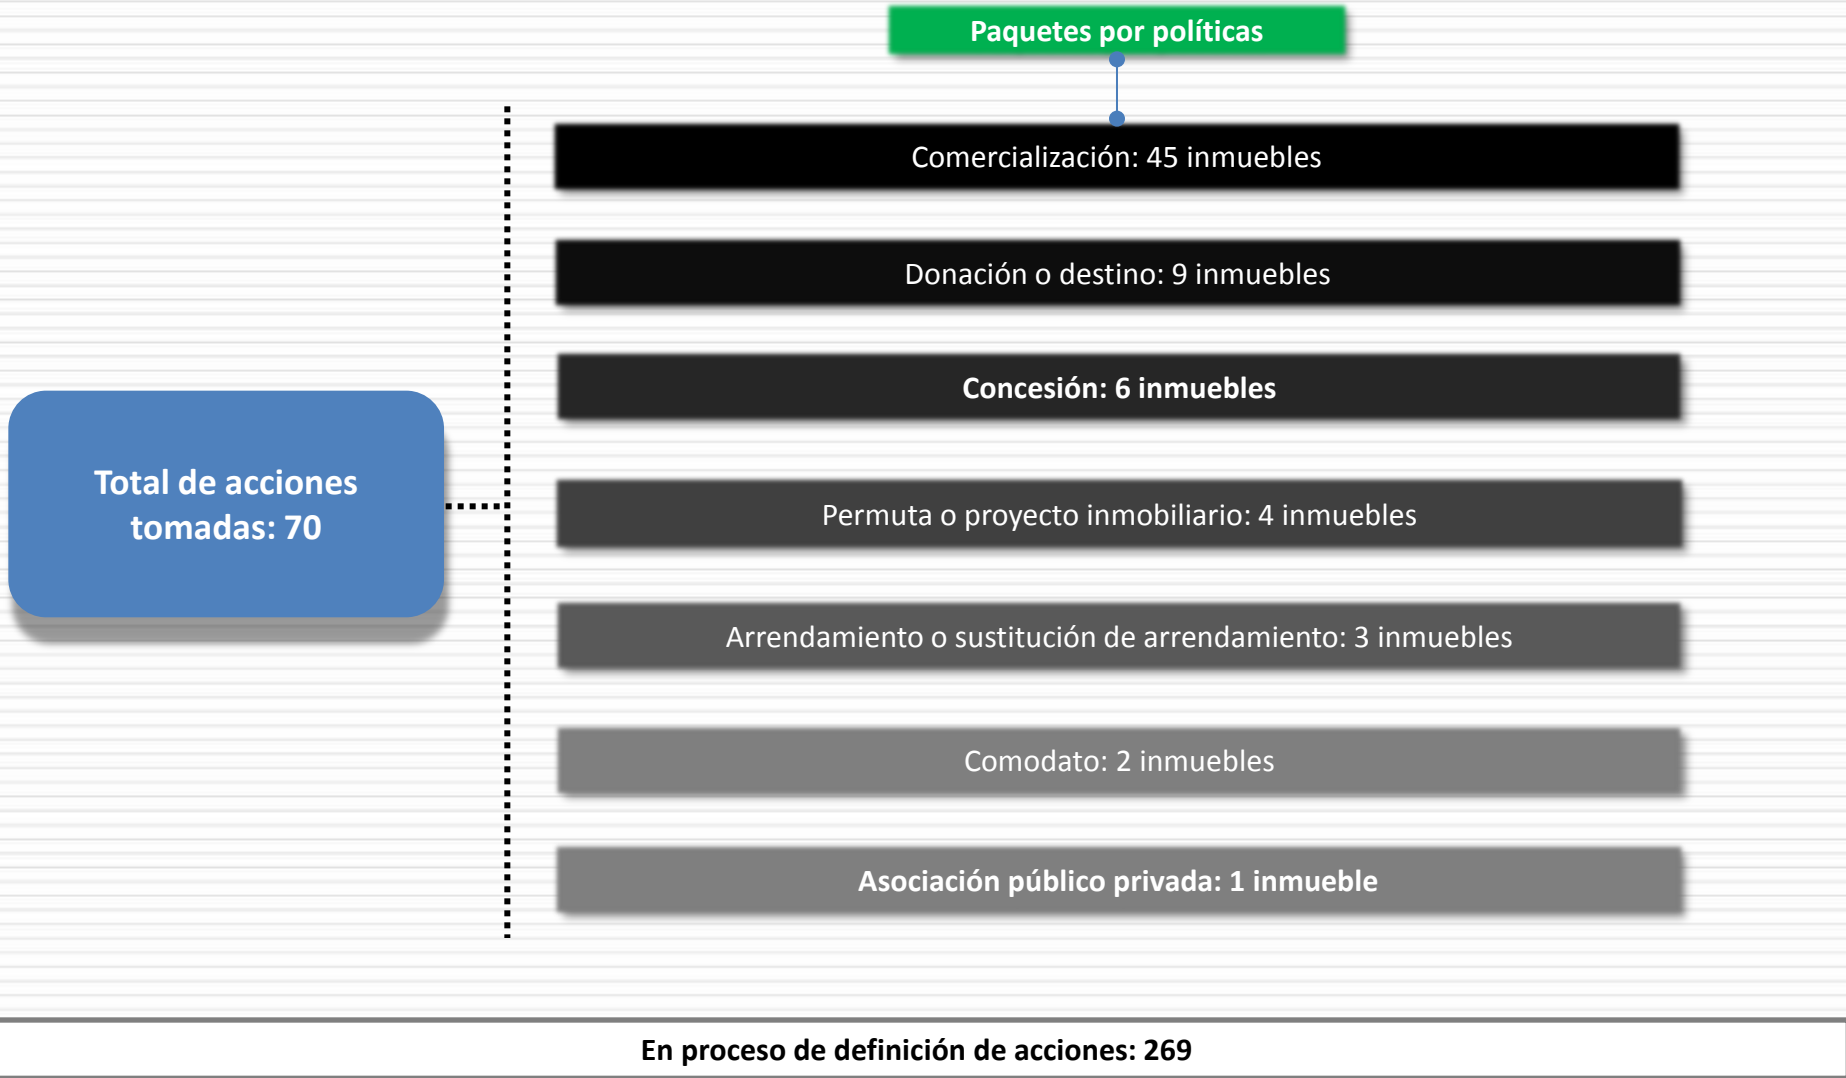 Paquetes por políticas
Comercialización: 45 inmuebles
Donación o destino: 9 inmuebles
Concesión: 6 inmuebles
Total de acciones
tomadas: 70
Permuta o proyecto inmobiliario: 4 inmuebles
Arrendamiento o sustitución de arrendamiento: 3 inmuebles
Comodato: 2 inmuebles
Asociación público privada: 1 inmueble
En proceso de definición de acciones: 269